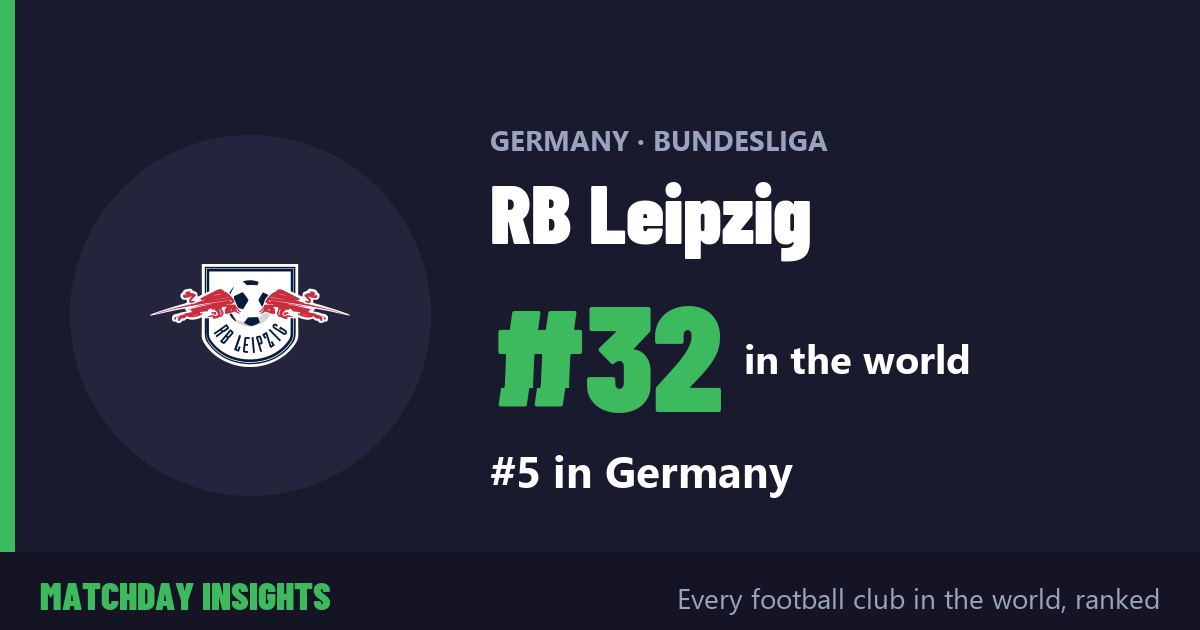 GERMANY · BUNDESLIGA
RB Leipzig
#32 in the world
#5 in Germany
RB LEIPZIG
MATCHDAY INSIGHTS
Every football club in the world, ranked